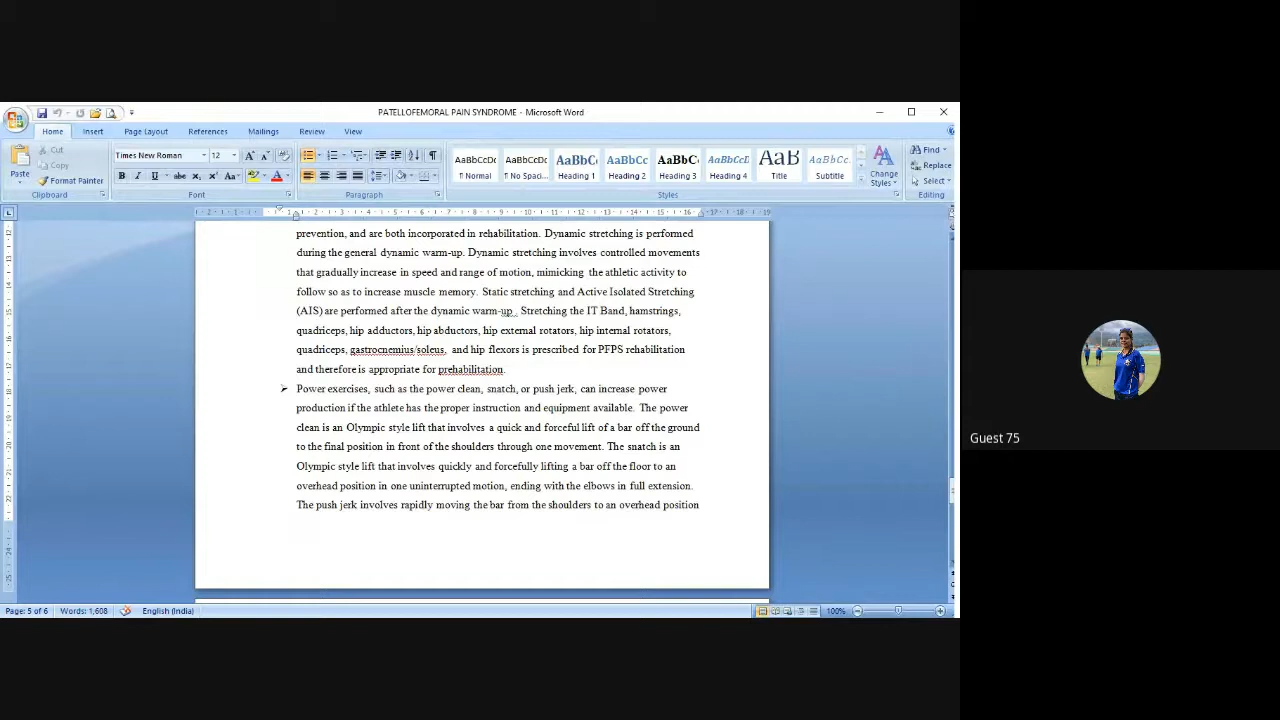 PATELLOFEMORAL PAIN SYNDROME - Microsoft Word
Home Insert Page Layout References Mailings Review View
Paste
Cut
Copy
Format Painter
Clipboard
Times New Roman 12
Font
Paragraph
AaBbCcDc AaBbCcDc AaBbC AaBbCc AaBbCc AaBbCcD AaB AaBbCc.
¶ Normal ¶ No Spaci... Heading 1 Heading 2 Heading 3 Heading 4 Title Subtitle
Change Styles
Styles
Find
Replace
Select
Editing
prevention, and are both incorporated in rehabilitation. Dynamic stretching is performed
during the general dynamic warm-up. Dynamic stretching involves controlled movements
that gradually increase in speed and range of motion, mimicking the athletic activity to
follow so as to increase muscle memory. Static stretching and Active Isolated Stretching
(AIS) are performed after the dynamic warm-up . Stretching the IT Band, hamstrings,
quadriceps, hip adductors, hip abductors, hip external rotators, hip internal rotators,
quadriceps, gastrocnemius/soleus, and hip flexors is prescribed for PFPS rehabilitation
and therefore is appropriate for prehabilitation.
➢ Power exercises, such as the power clean, snatch, or push jerk, can increase power
production if the athlete has the proper instruction and equipment available. The power
clean is an Olympic style lift that involves a quick and forceful lift of a bar off the ground
to the final position in front of the shoulders through one movement. The snatch is an
Olympic style lift that involves quickly and forcefully lifting a bar off the floor to an
overhead position in one uninterrupted motion, ending with the elbows in full extension.
The push jerk involves rapidly moving the bar from the shoulders to an overhead position
Page: 5 of 6 Words: 1,608 English (India) 100%
Guest 75